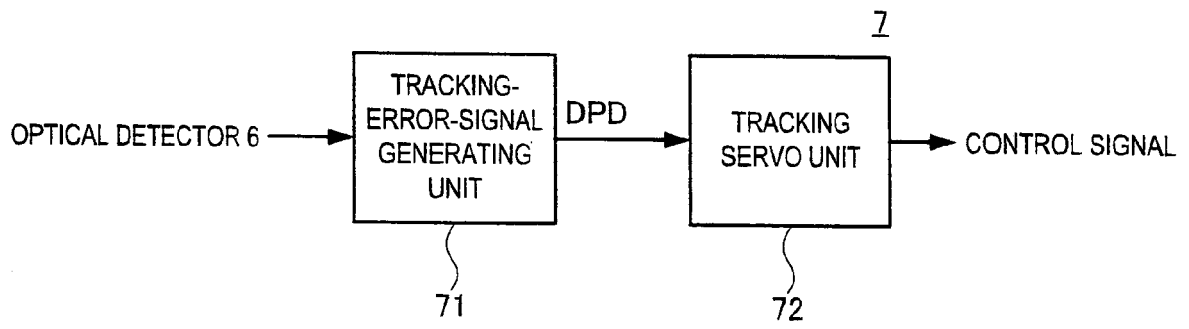 7
TRACKING-
ERROR-SIGNAL
GENERATING
UNIT
DPD
TRACKING
SERVO UNIT
OPTICAL DETECTOR 6
CONTROL SIGNAL
71
72